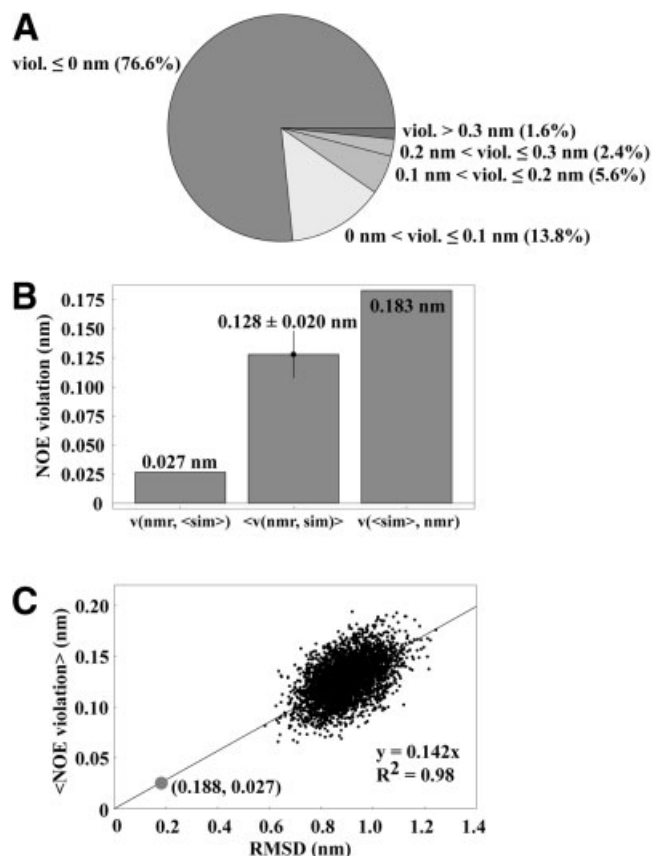 A
viol. ≤ 0 nm (76.6%)
viol. > 0.3 nm (1.6%)
0.2 nm < viol. ≤ 0.3 nm (2.4%)
0.1 nm < viol. ≤ 0.2 nm (5.6%)
0 nm < viol. ≤ 0.1 nm (13.8%)
B
NOE violation (nm)
0.175
0.150
0.125
0.100
0.075
0.050
0.025
0
0.027 nm
0.128 ± 0.020 nm
0.183 nm
v(nmr, <sim>)
<v(nmr, sim)>
v(<sim>, nmr)
C
<NOE violation> (nm)
0.20
0.15
0.10
0.05
0
(0.188, 0.027)
y = 0.142x
R² = 0.98
0 0.2 0.4 0.6 0.8 1.0 1.2 1.4
RMSD (nm)